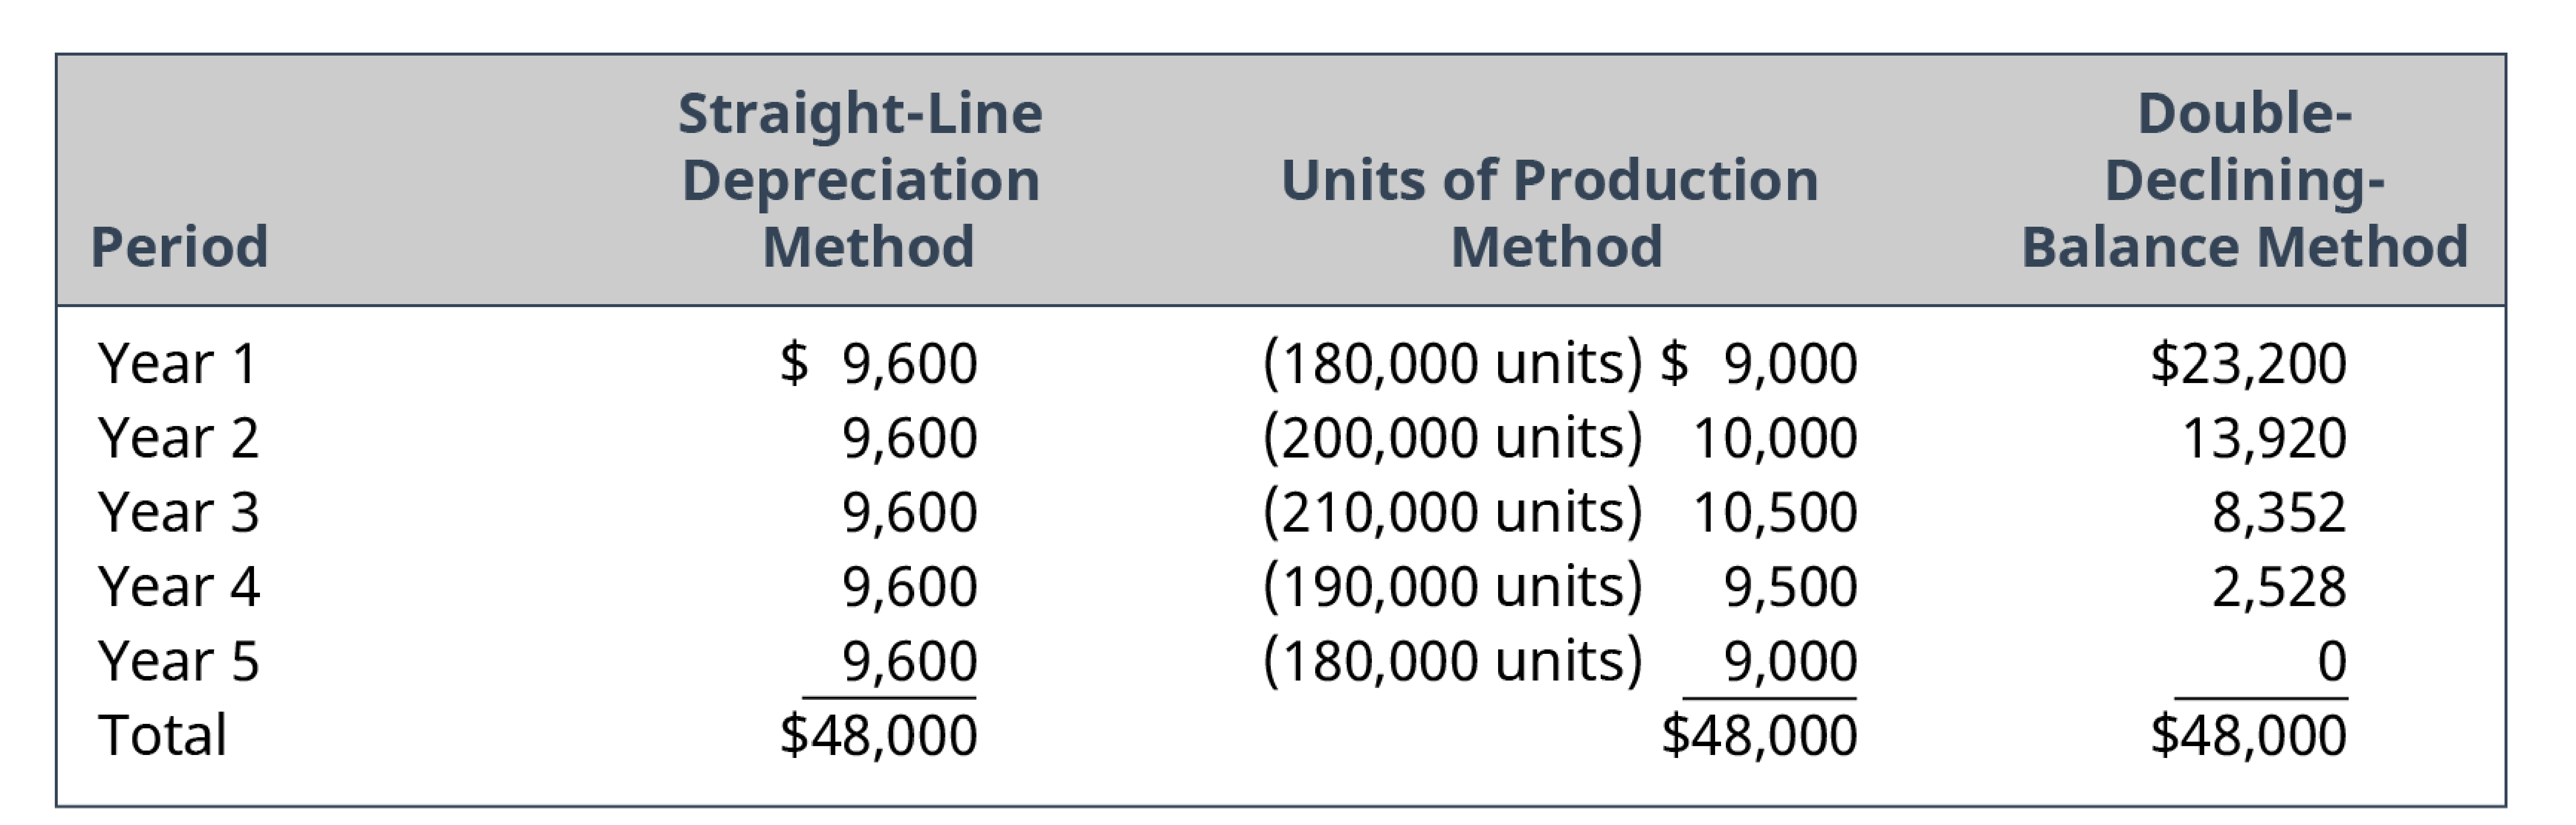 Period Straight-Line Depreciation Method Units of Production Method Double-Declining-Balance Method
Year 1 $ 9,600 (180,000 units) $ 9,000 $23,200
Year 2 9,600 (200,000 units) 10,000 13,920
Year 3 9,600 (210,000 units) 10,500 8,352
Year 4 9,600 (190,000 units) 9,500 2,528
Year 5 9,600 (180,000 units) 9,000 0
Total $48,000 $48,000 $48,000